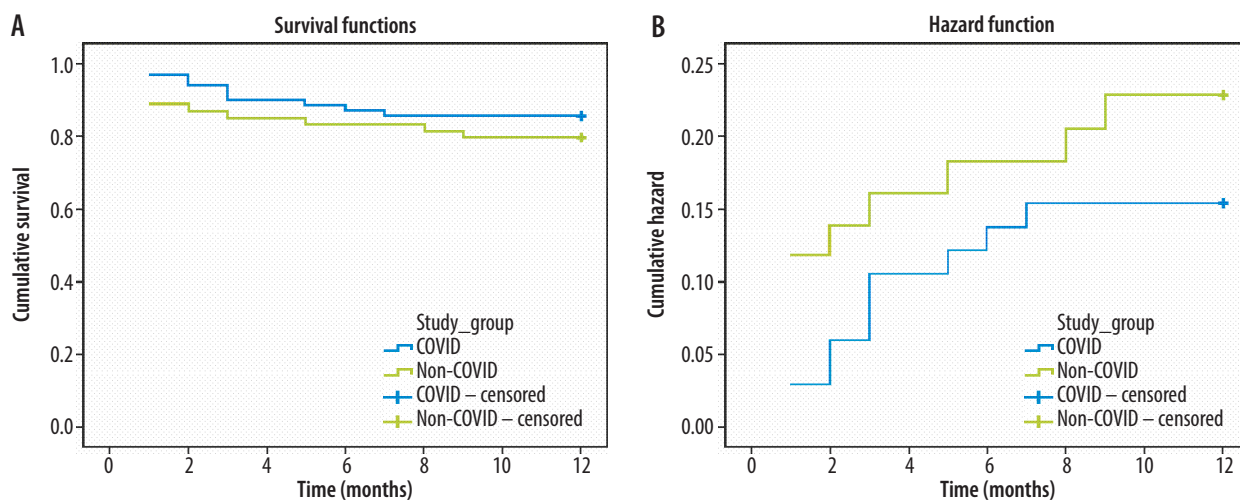 A
Survival functions
Cumulative survival
1.0
0.8
0.6
0.4
0.2
0.0
Study_group
COVID
Non-COVID
COVID – censored
Non-COVID – censored
0 2 4 6 8 10 12
Time (months)
B
Hazard function
Cumulative hazard
0.25
0.20
0.15
0.10
0.05
0.00
Study_group
COVID
Non-COVID
COVID – censored
Non-COVID – censored
0 2 4 6 8 10 12
Time (months)